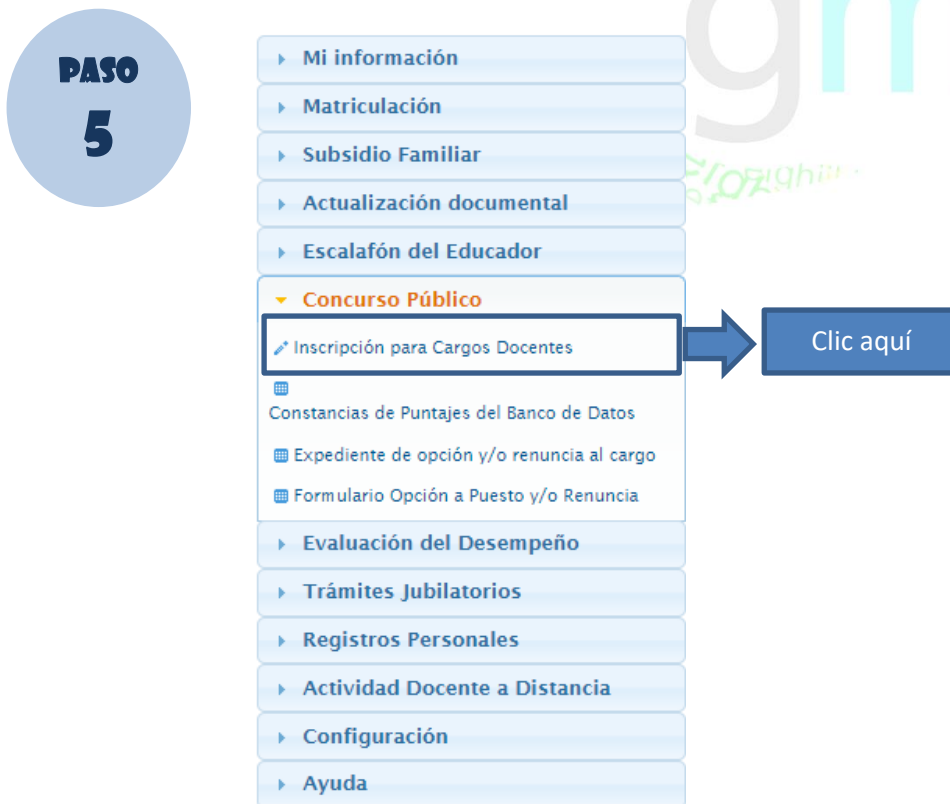 PASO
5
Mi información
Matriculación
Subsidio Familiar
Actualización documental
Escalafón del Educador
Concurso Público
Inscripción para Cargos Docentes
Clic aquí
Constancias de Puntajes del Banco de Datos
Expediente de opción y/o renuncia al cargo
Formulario Opción a Puesto y/o Renuncia
Evaluación del Desempeño
Trámites Jubilatorios
Registros Personales
Actividad Docente a Distancia
Configuración
Ayuda